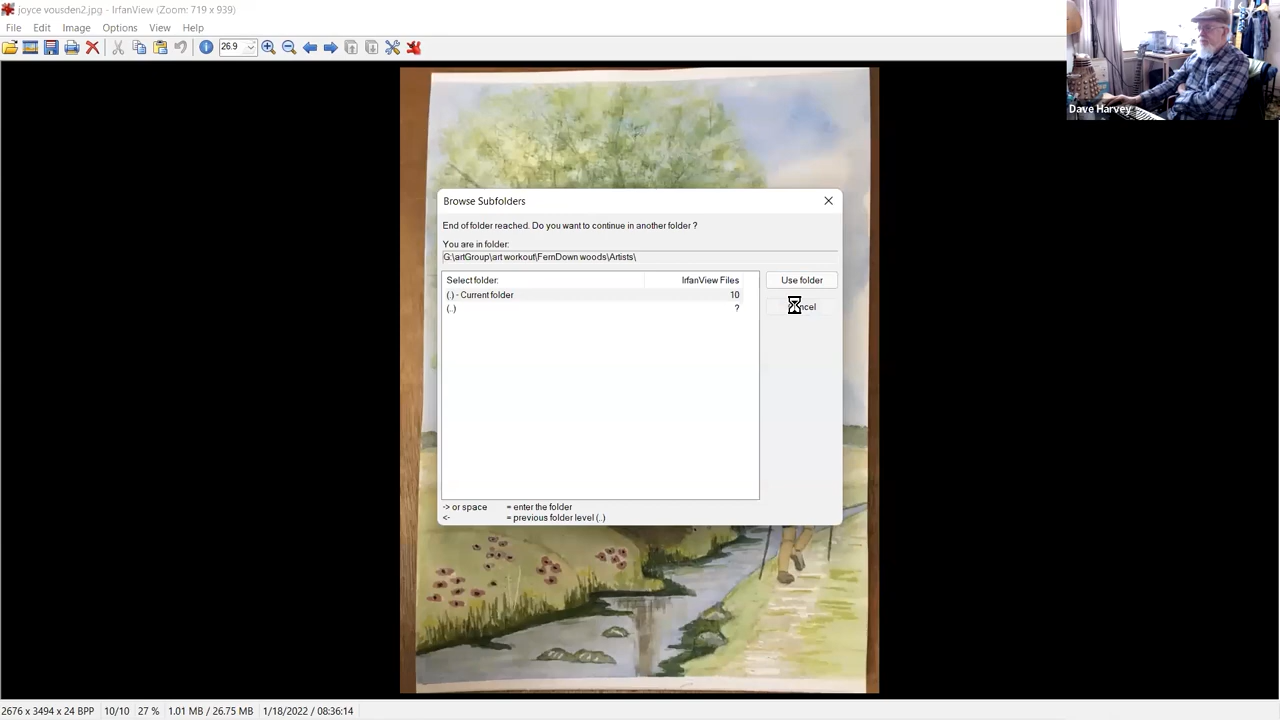 joyce vousden2.jpg - IrfanView (Zoom: 719 x 939)
File Edit Image Options View Help
26.9
Dave Harvey
Browse Subfolders
End of folder reached. Do you want to continue in another folder ?
You are in folder:
G:\artGroup\art workout\FernDown woods\Artists\
Select folder: IrfanView Files Use folder
(.) - Current folder 10
(..) ?
-> or space = enter the folder
<- = previous folder level (..)
2676 x 3494 x 24 BPP 10/10 27 % 1.01 MB / 26.75 MB 1/18/2022 / 08:36:14